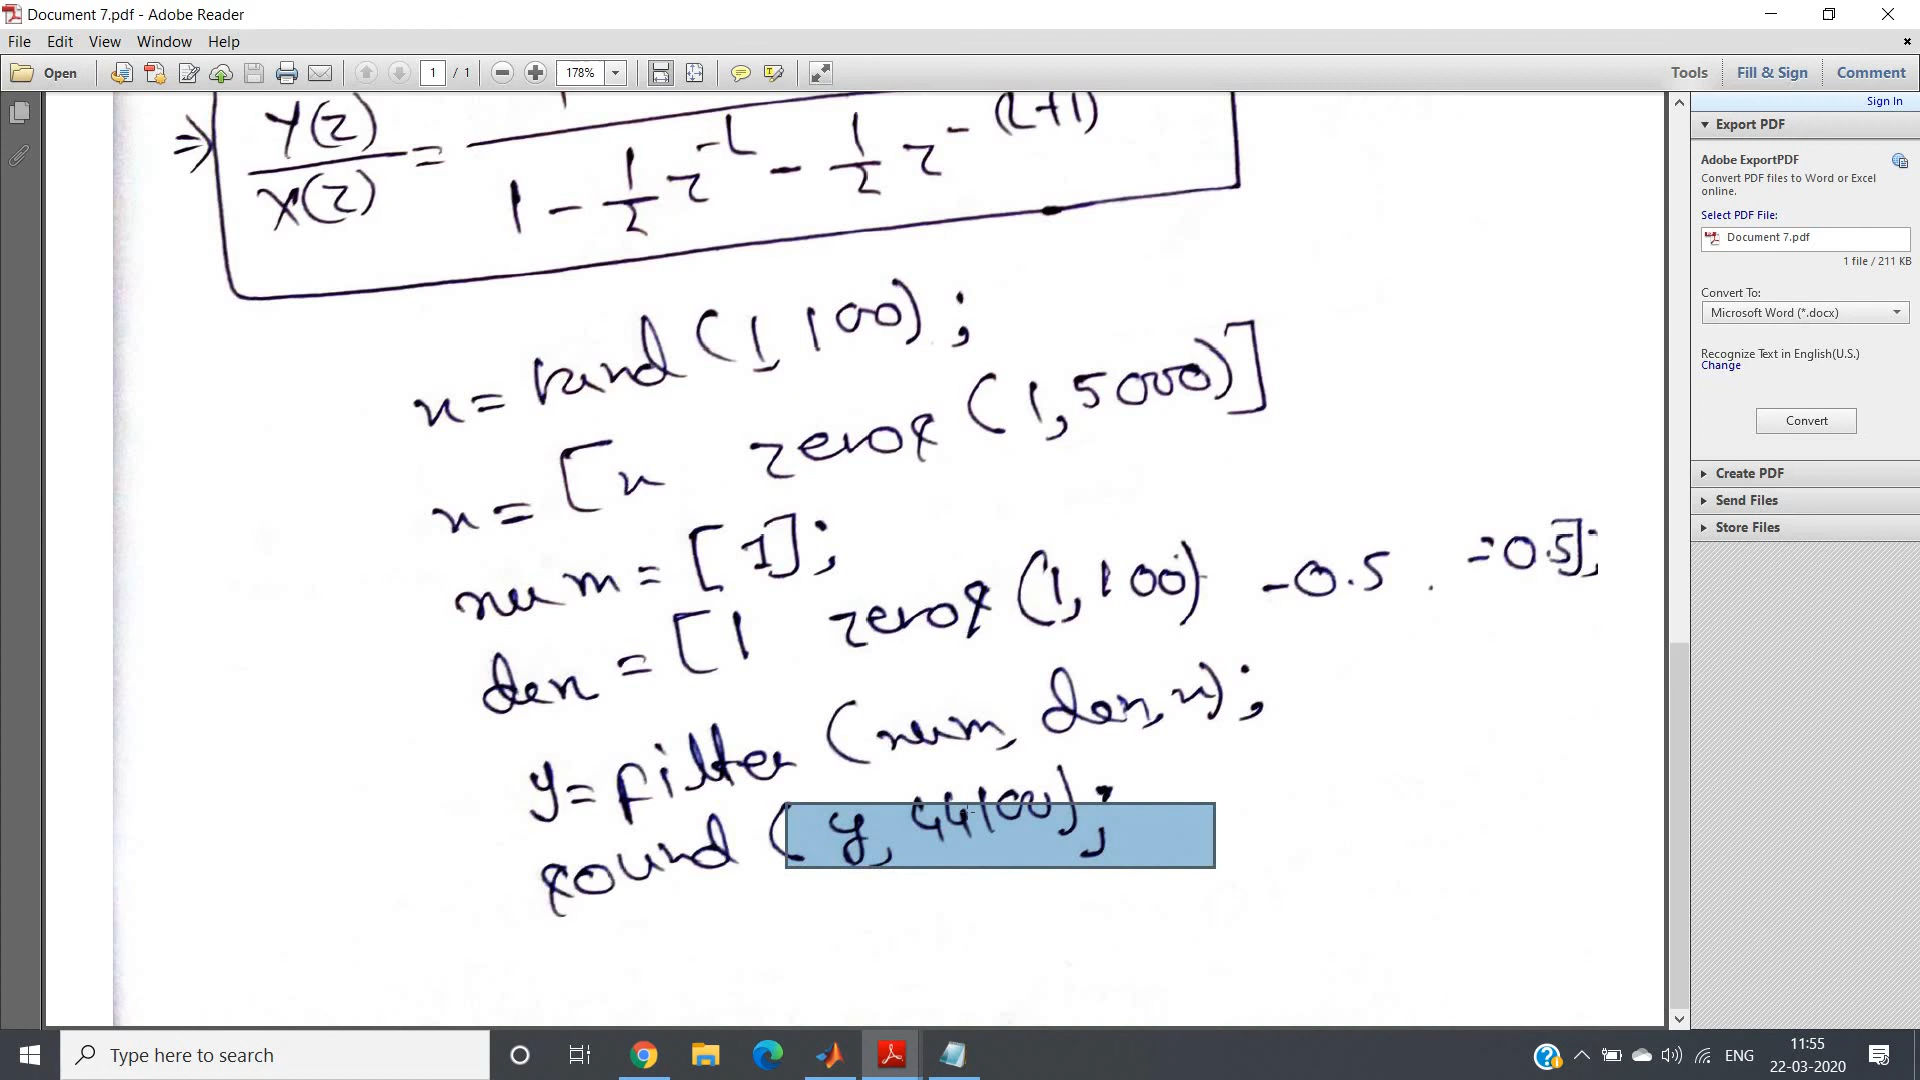 Document 7.pdf - Adobe Reader
File Edit View Window Help
Open 1 / 1 178% Tools Fill & Sign Comment
Sign In
Export PDF
Adobe ExportPDF
Convert PDF files to Word or Excel
online.
Select PDF File:
Document 7.pdf
1 file / 211 KB
Convert To:
Microsoft Word (*.docx)
Recognize Text in English(U.S.)
Change
Convert
Create PDF
Send Files
Store Files
⇒ Y(z)/X(z) = 1/(1 - 1/2 z^-L - 1/2 z^-(L+1))
x = rand (1, 100);
x = [x zeros (1, 5000)]
num = [1];
den = [1 zeros (1, 100) -0.5 -0.5];
y = filter (num, den, x);
sound (y, 44100);
Type here to search
ENG
11:55
22-03-2020